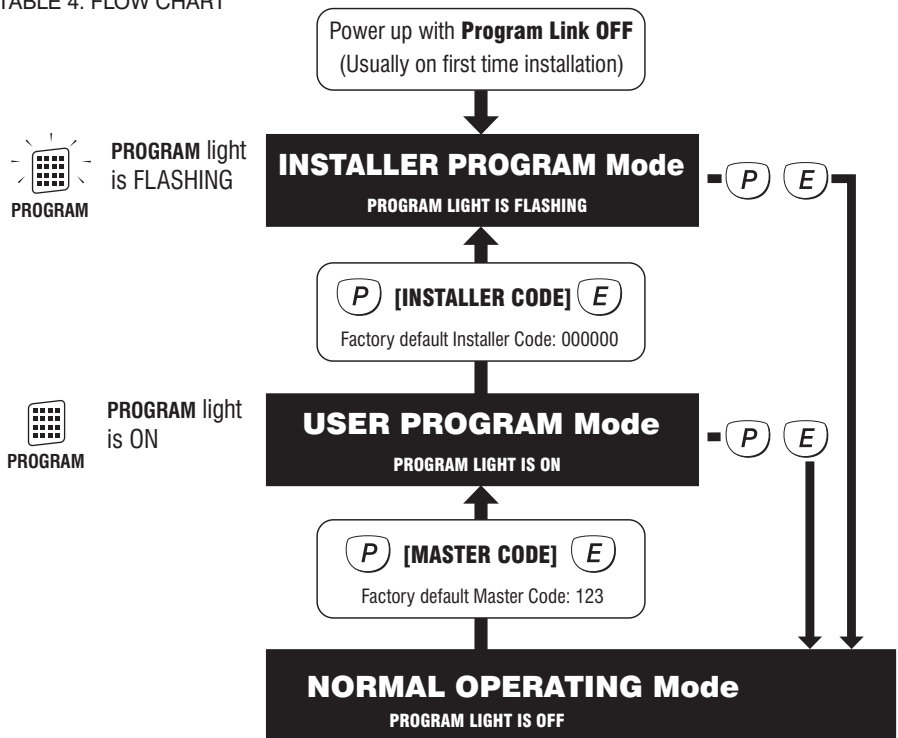 TABLE 4. FLOW CHART
Power up with Program Link OFF
(Usually on first time installation)
PROGRAM light
is FLASHING
PROGRAM
INSTALLER PROGRAM Mode
PROGRAM LIGHT IS FLASHING
P E
P [INSTALLER CODE] E
Factory default Installer Code: 000000
PROGRAM light
is ON
PROGRAM
USER PROGRAM Mode
PROGRAM LIGHT IS ON
P E
P [MASTER CODE] E
Factory default Master Code: 123
NORMAL OPERATING Mode
PROGRAM LIGHT IS OFF